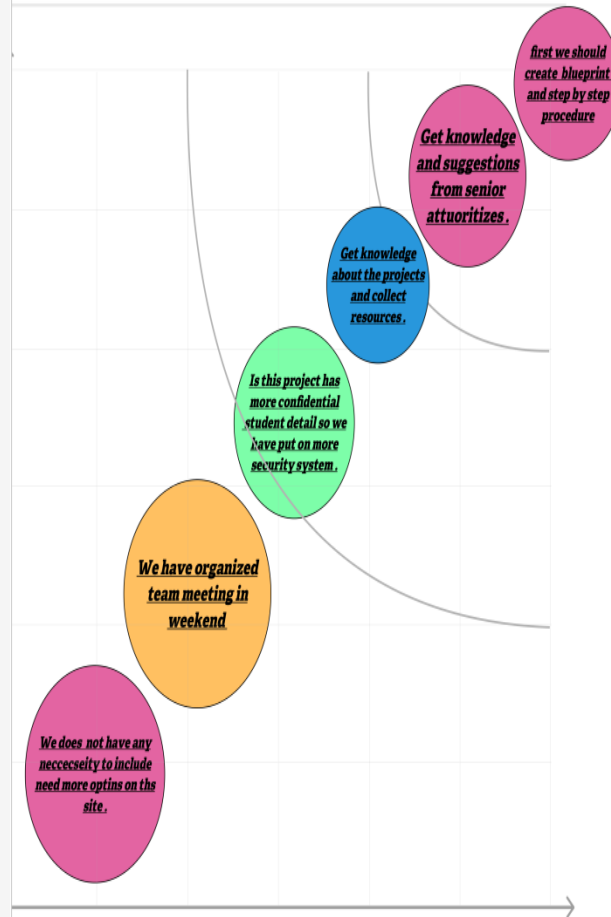 first we should
create  blueprint
and step by step
procedure
Get knowledge
and suggestions
from senior
attuoritizes .
Get knowledge
about the projects
and collect
resources .
Is this project has
more confidential
student detail so we
have put on more
security system .
We have organized
team meeting in
weekend
We does  not have any
neccecseity to include
need more optins on ths
site .